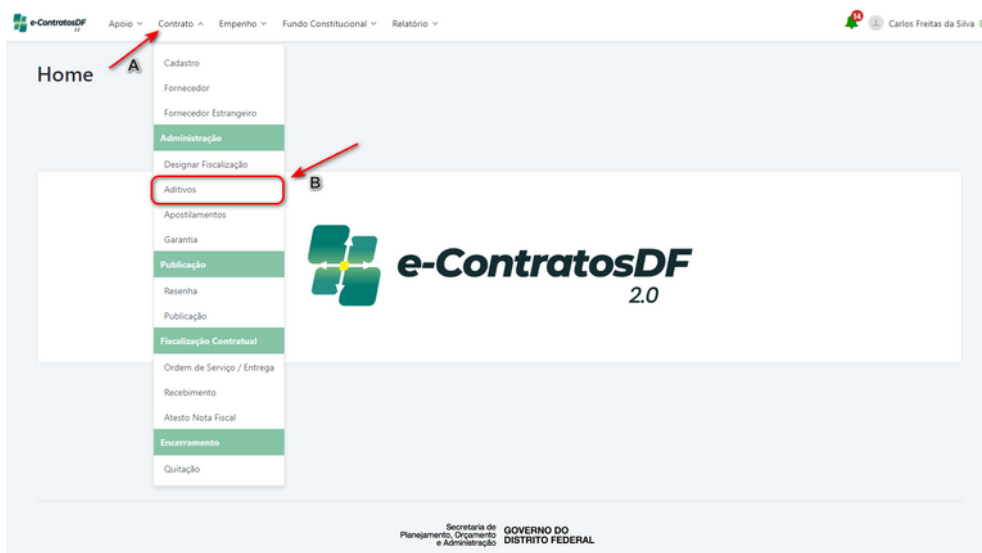 e-ContratosDF
2.0
Apoio Contrato Empenho Fundo Constitucional Relatório
14
Carlos Freitas da Silva
Home
A
Cadastro
Fornecedor
Fornecedor Estrangeiro
Administração
Designar Fiscalização
Aditivos
B
Apostilamentos
Garantia
Publicação
Resenha
Publicação
Fiscalização Contratual
Ordem de Serviço / Entrega
Recebimento
Atesto Nota Fiscal
Encerramento
Quitação
e-ContratosDF
2.0
Secretaria de
Planejamento, Orçamento
e Administração
GOVERNO DO
DISTRITO FEDERAL